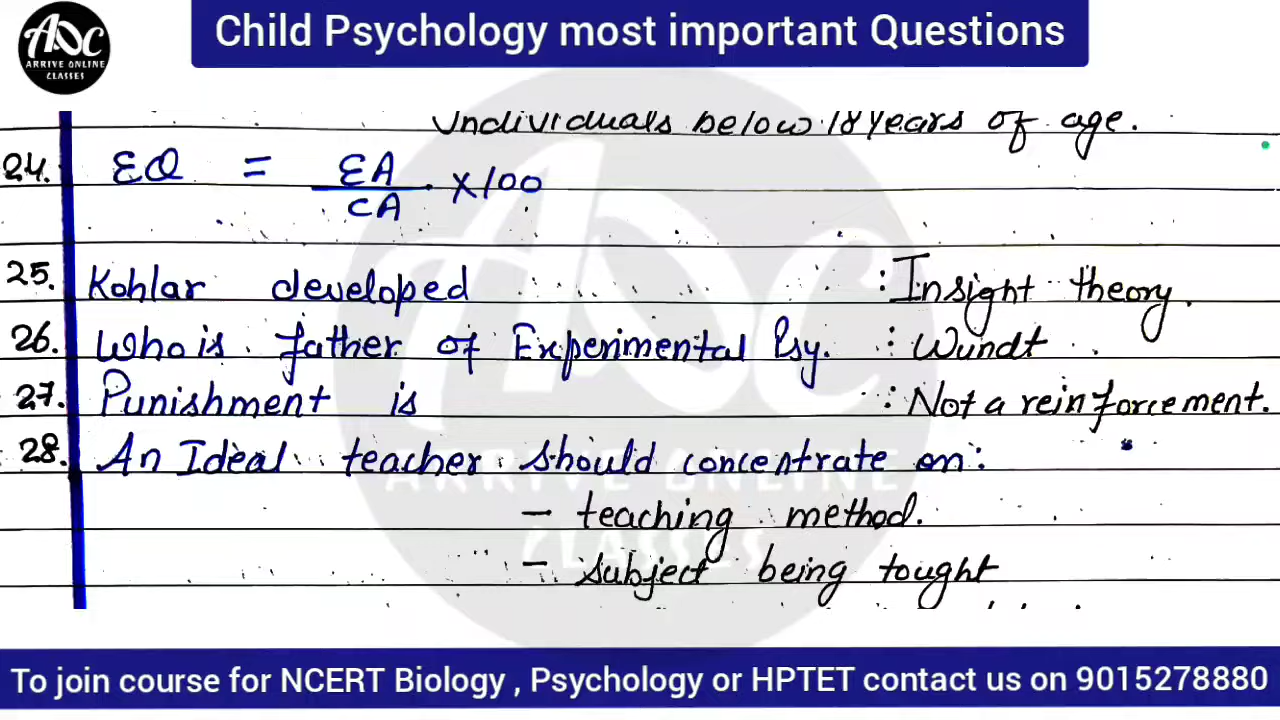 ADC
ARRIVE ONLINE
CLASSES
Child Psychology most important Questions
Individuals below 18 years of age.
24. EQ = EA/CA × 100
25. Kohlar developed : Insight theory.
26. Who is father of Experimental Psy. : Wundt
27. Punishment is : Not a reinforcement.
28. An Ideal teacher should concentrate on:
- teaching method.
- subject being tought
ARRIVE ONLINE
CLASSES
To join course for NCERT Biology , Psychology or HPTET contact us on 9015278880